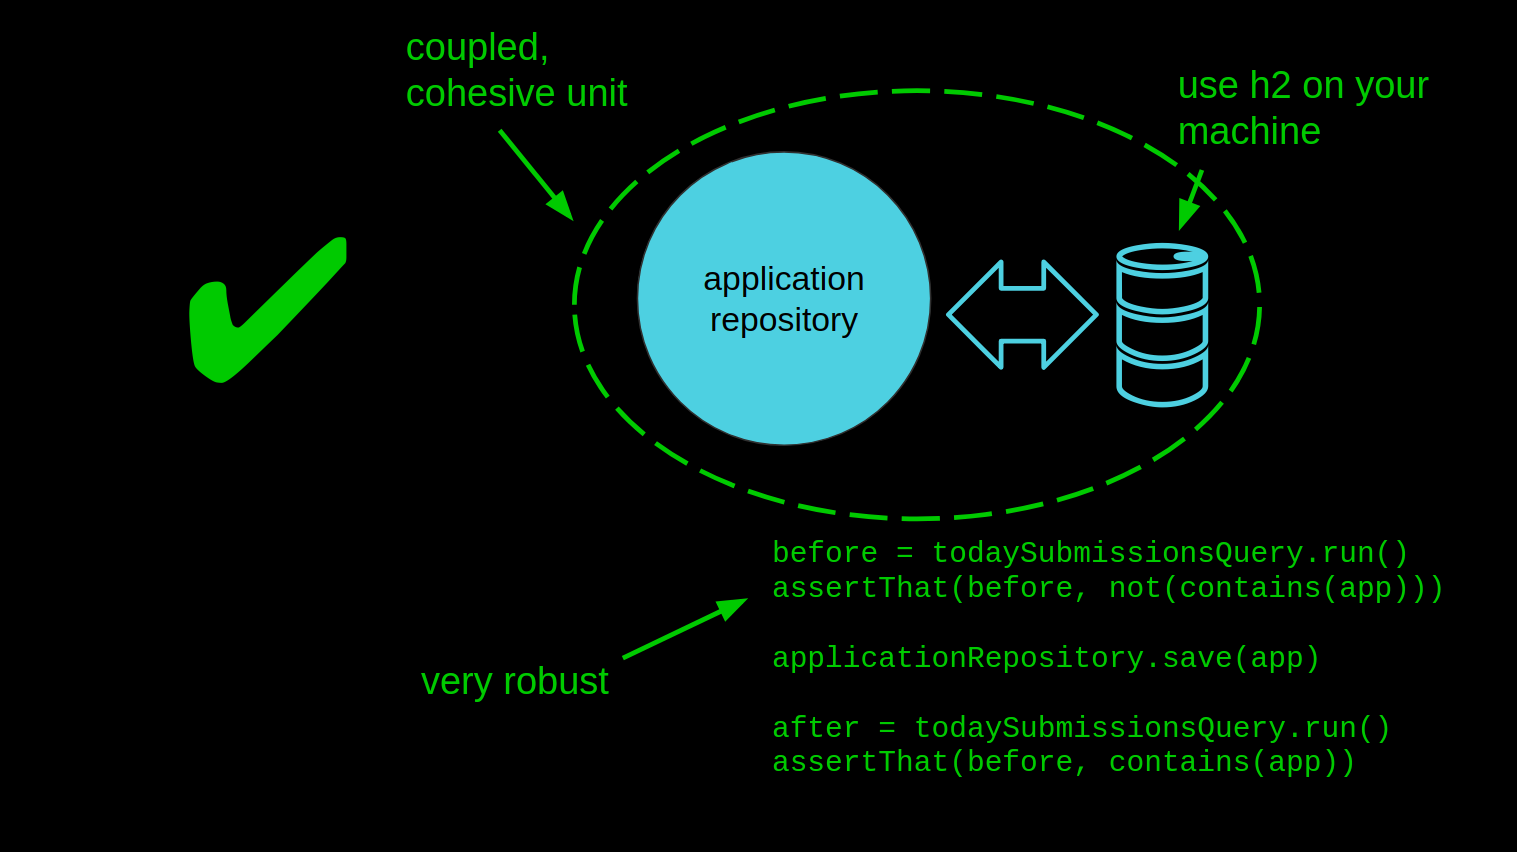 coupled,
cohesive unit
use h2 on your
machine
application
repository
before = todaySubmissionsQuery.run()
assertThat(before, not(contains(app)))
applicationRepository.save(app)
very robust
after = todaySubmissionsQuery.run()
assertThat(before, contains(app))